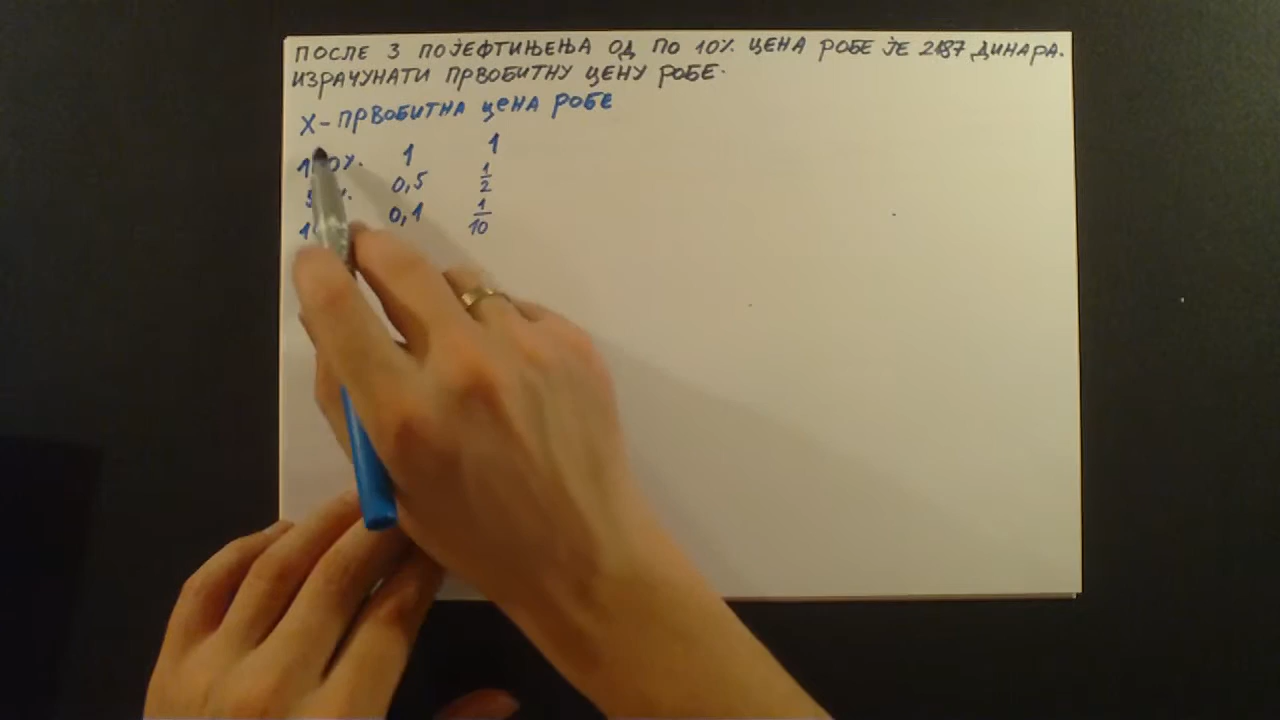 ПОСЛЕ 3 ПОЈЕФТИЊЕЊА ОД ПО 10% ЦЕНА РОБЕ ЈЕ 2187 ДИНАРА.
ИЗРАЧУНАТИ ПРВОБИТНУ ЦЕНУ РОБЕ.
X - ПРВОБИТНА ЦЕНА РОБЕ
1 1
0,5 1/2
0,1 1/10